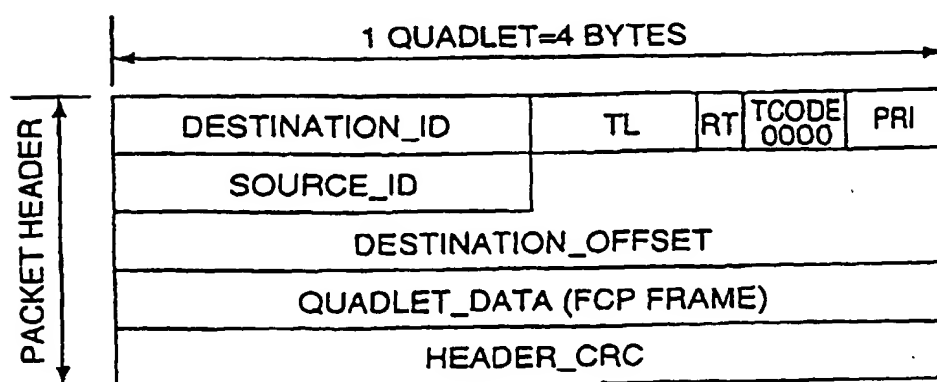 1 QUADLET=4 BYTES
PACKET HEADER
DESTINATION_ID TL RT TCODE 0000 PRI
SOURCE_ID
DESTINATION_OFFSET
QUADLET_DATA (FCP FRAME)
HEADER_CRC